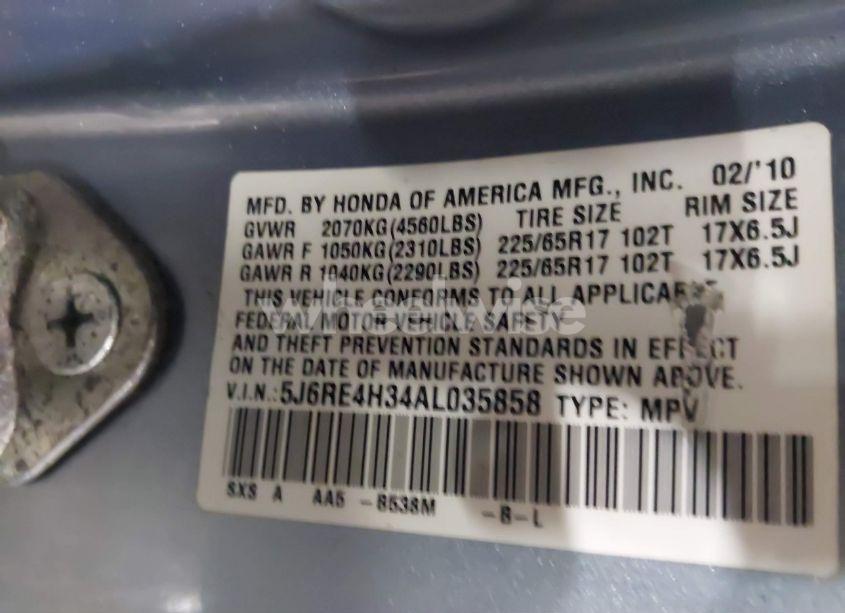 MFD. BY HONDA OF AMERICA MFG., INC. 02/'10
GVWR 2070KG(4560LBS) TIRE SIZE RIM SIZE
GAWR F 1050KG(2310LBS) 225/65R17 102T 17X6.5J
GAWR R 1040KG(2290LBS) 225/65R17 102T 17X6.5J
THIS VEHICLE CONFORMS TO ALL APPLICABLE
FEDERAL MOTOR VEHICLE SAFETY
AND THEFT PREVENTION STANDARDS IN EFFECT
ON THE DATE OF MANUFACTURE SHOWN ABOVE.
V.I.N.:5J6RE4H34AL035858 TYPE: MPV
SXS A AA5 -B538M -B-L